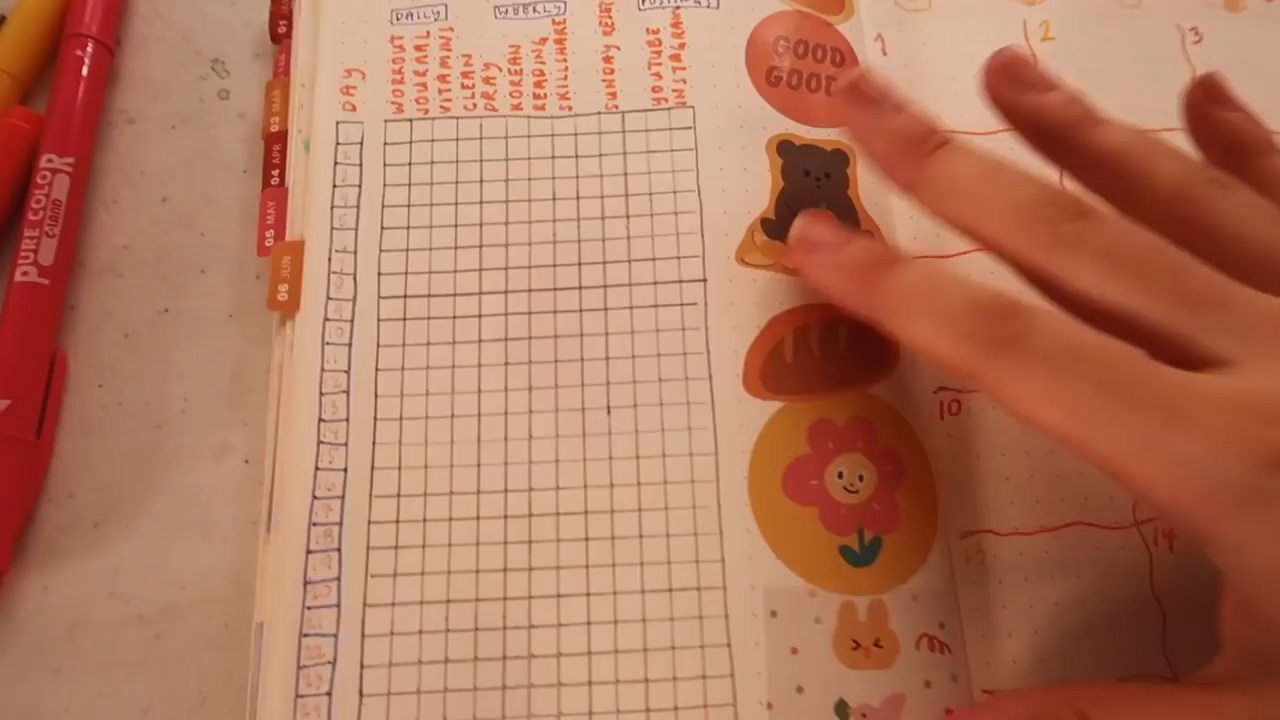 DAILY
WEEKLY
DAY
WORKOUT
JOURNAL
VITAMINS
CLEAN
PRAY
KOREAN
READING
SKILLSHARE
SUNDAY
YOUTUBE
INSTAGRAM
GOOD
GOOD
1
2
3
10
14
03 MAR
04 APR
05 MAY
06 JUN
PURE COLOR